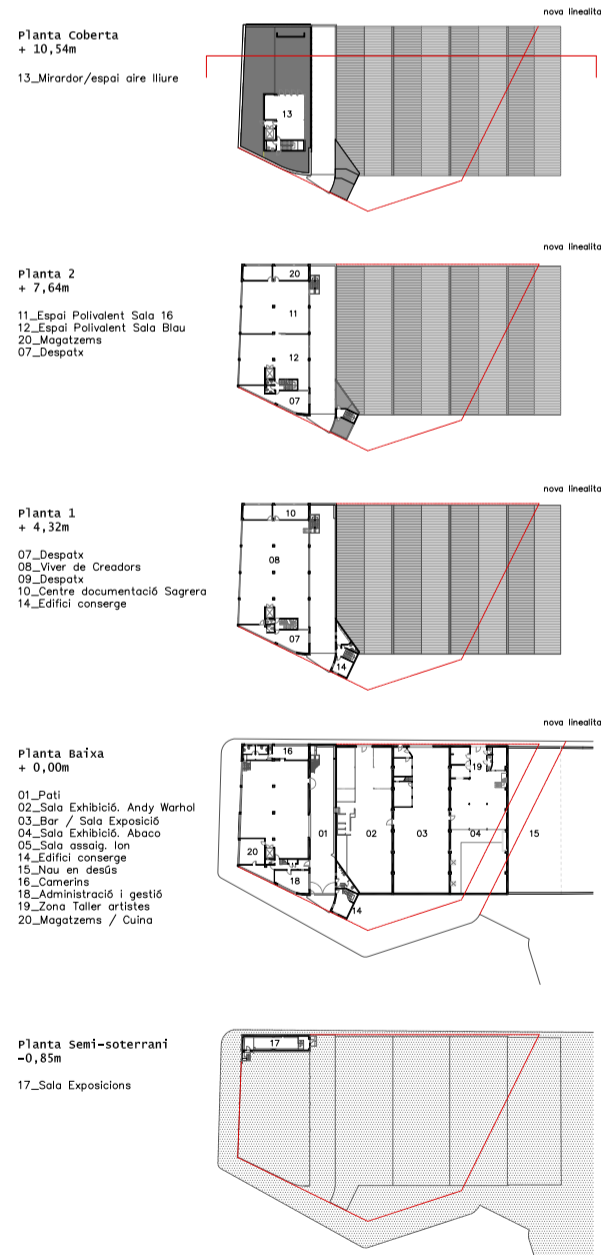 nova linealita
Planta Coberta
+ 10,54m
13_Mirador/espai aire lliure
13
nova linealita
Planta 2
+ 7,64m
11_Espai Polivalent Sala 16
12_Espai Polivalent Sala Blau
20_Magatzems
07_Despatx
20
11
12
07
nova linealita
Planta 1
+ 4,32m
07_Despatx
08_Viver de Creadors
09_Despatx
10_Centre documentació Sagrera
14_Edifici conserge
10
08
07
14
nova linealita
Planta Baixa
+ 0,00m
01_Pati
02_Sala Exhibició. Andy Warhol
03_Bar / Sala Exposició
04_Sala Exhibició. Abaco
05_Sala assaig. Ion
14_Edifici conserge
15_Nau en desús
16_Camerins
18_Administració i gestió
19_Zona Taller artistes
20_Magatzems / Cuina
16
19
01
02
03
04
15
20
18
14
Planta Semi-soterrani
-0,85m
17_Sala Exposicions
17